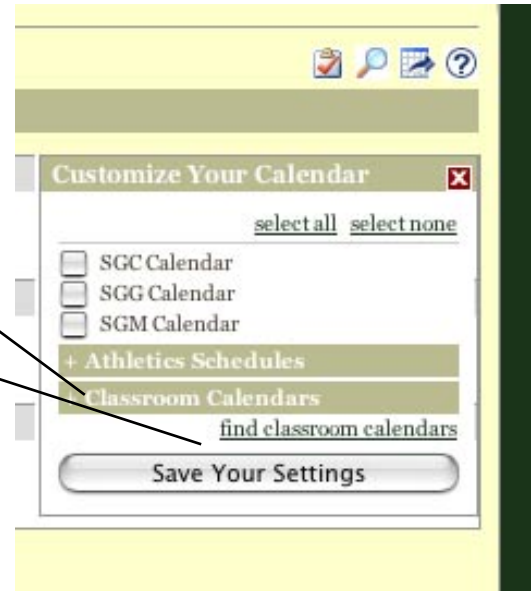 Customize Your Calendar
select all select none
SGC Calendar
SGG Calendar
SGM Calendar
+ Athletics Schedules
+ Classroom Calendars
find classroom calendars
Save Your Settings